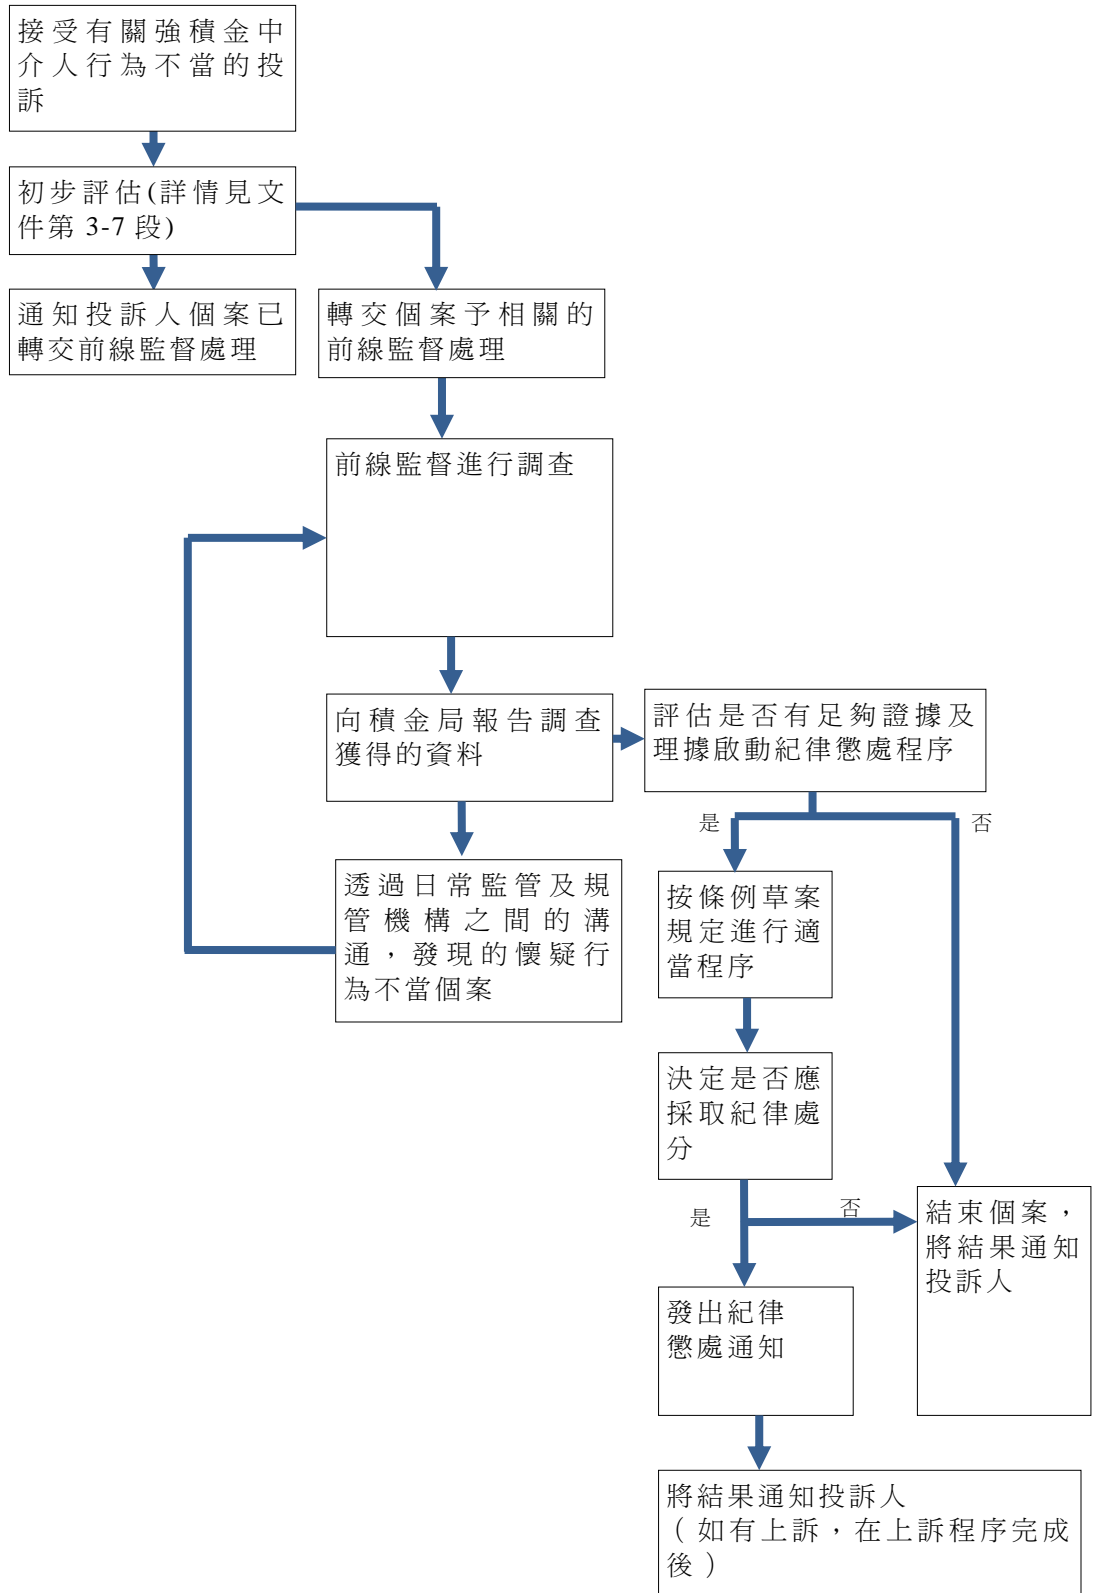 接受有關強積金中
介人行為不當的投
訴
初步評估(詳情見文
件第 3-7 段)
通知投訴人個案已
轉交前線監督處理
轉交個案予相關的
前線監督處理
前線監督進行調查
向積金局報告調查
獲得的資料
評估是否有足夠證據及
理據啟動紀律懲處程序
是
否
透過日常監管及規
管機構之間的溝
通，發現的懷疑行
為不當個案
按條例草案
規定進行適
當程序
決定是否應
採取紀律處
分
是
否
結束個案，
將結果通知
投訴人
發出紀律
懲處通知
將結果通知投訴人
（如有上訴，在上訴程序完成
後）